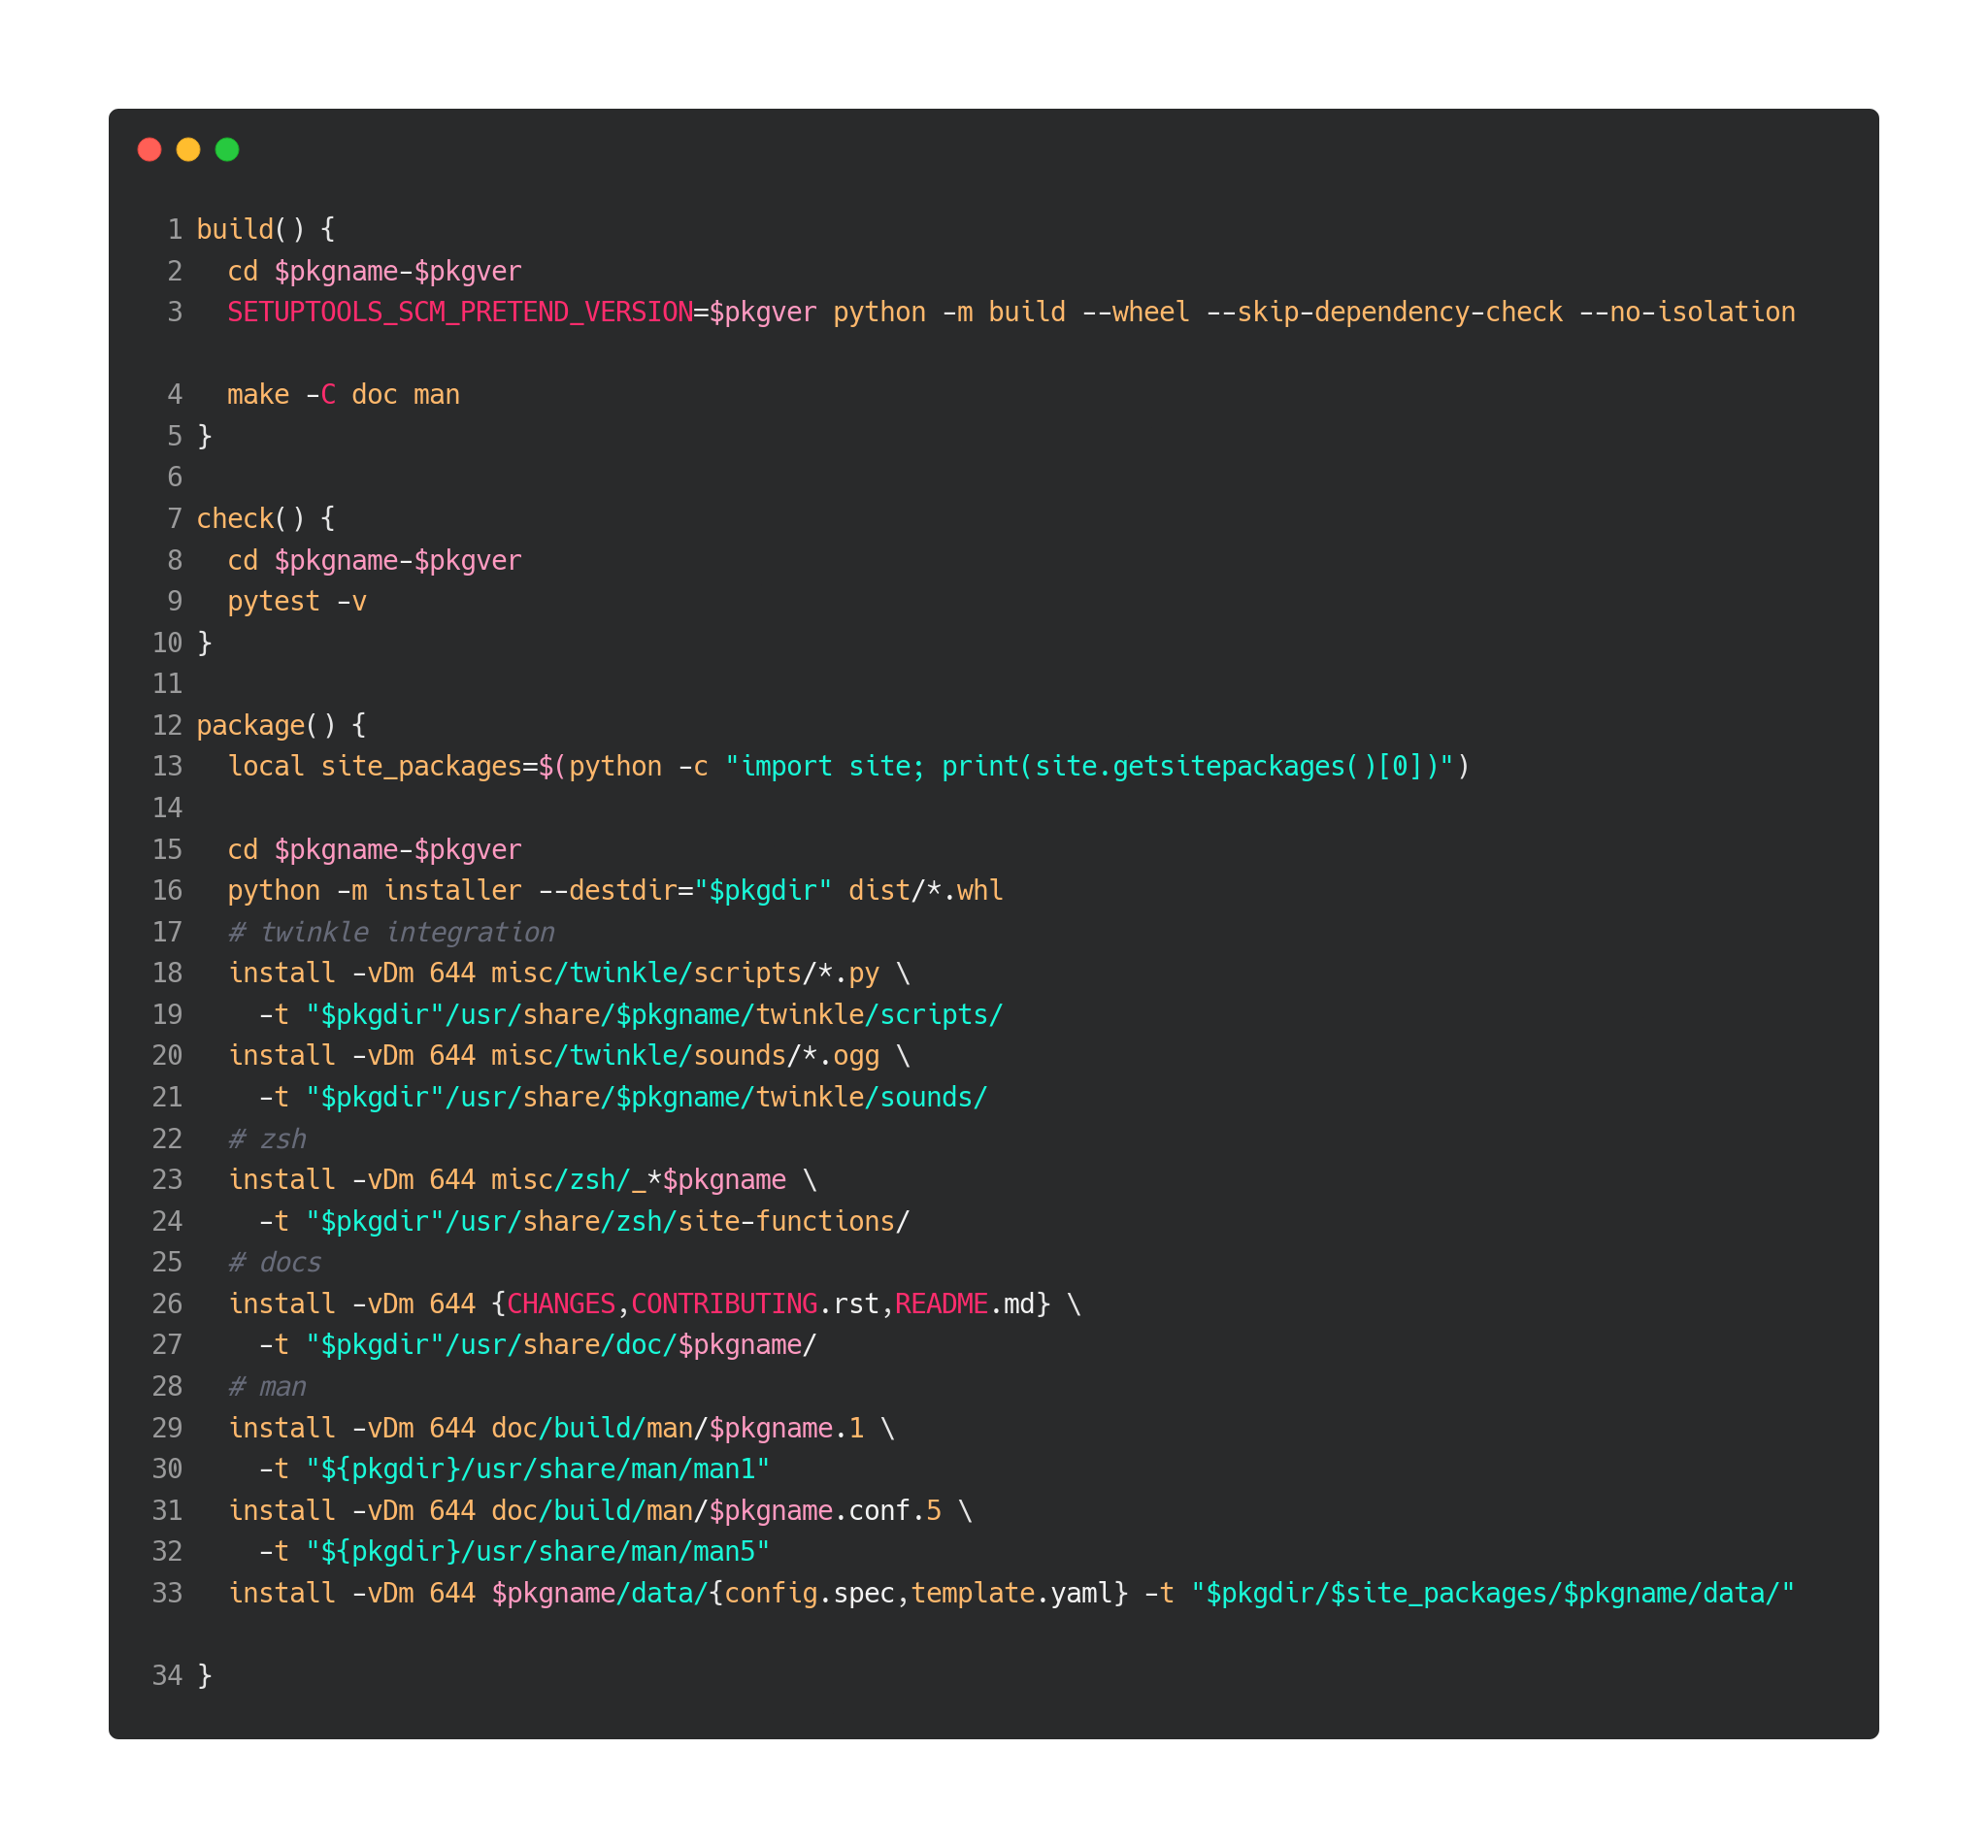 1 build() {
2   cd $pkgname-$pkgver
3   SETUPTOOLS_SCM_PRETEND_VERSION=$pkgver python -m build --wheel --skip-dependency-check --no-isolation
4   make -C doc man
5 }
6
7 check() {
8   cd $pkgname-$pkgver
9   pytest -v
10 }
11
12 package() {
13   local site_packages=$(python -c "import site; print(site.getsitepackages()[0])")
14
15   cd $pkgname-$pkgver
16   python -m installer --destdir="$pkgdir" dist/*.whl
17   # twinkle integration
18   install -vDm 644 misc/twinkle/scripts/*.py \
19     -t "$pkgdir"/usr/share/$pkgname/twinkle/scripts/
20   install -vDm 644 misc/twinkle/sounds/*.ogg \
21     -t "$pkgdir"/usr/share/$pkgname/twinkle/sounds/
22   # zsh
23   install -vDm 644 misc/zsh/_*$pkgname \
24     -t "$pkgdir"/usr/share/zsh/site-functions/
25   # docs
26   install -vDm 644 {CHANGES,CONTRIBUTING.rst,README.md} \
27     -t "$pkgdir"/usr/share/doc/$pkgname/
28   # man
29   install -vDm 644 doc/build/man/$pkgname.1 \
30     -t "${pkgdir}/usr/share/man/man1"
31   install -vDm 644 doc/build/man/$pkgname.conf.5 \
32     -t "${pkgdir}/usr/share/man/man5"
33   install -vDm 644 $pkgname/data/{config.spec,template.yaml} -t "$pkgdir/$site_packages/$pkgname/data/"
34 }